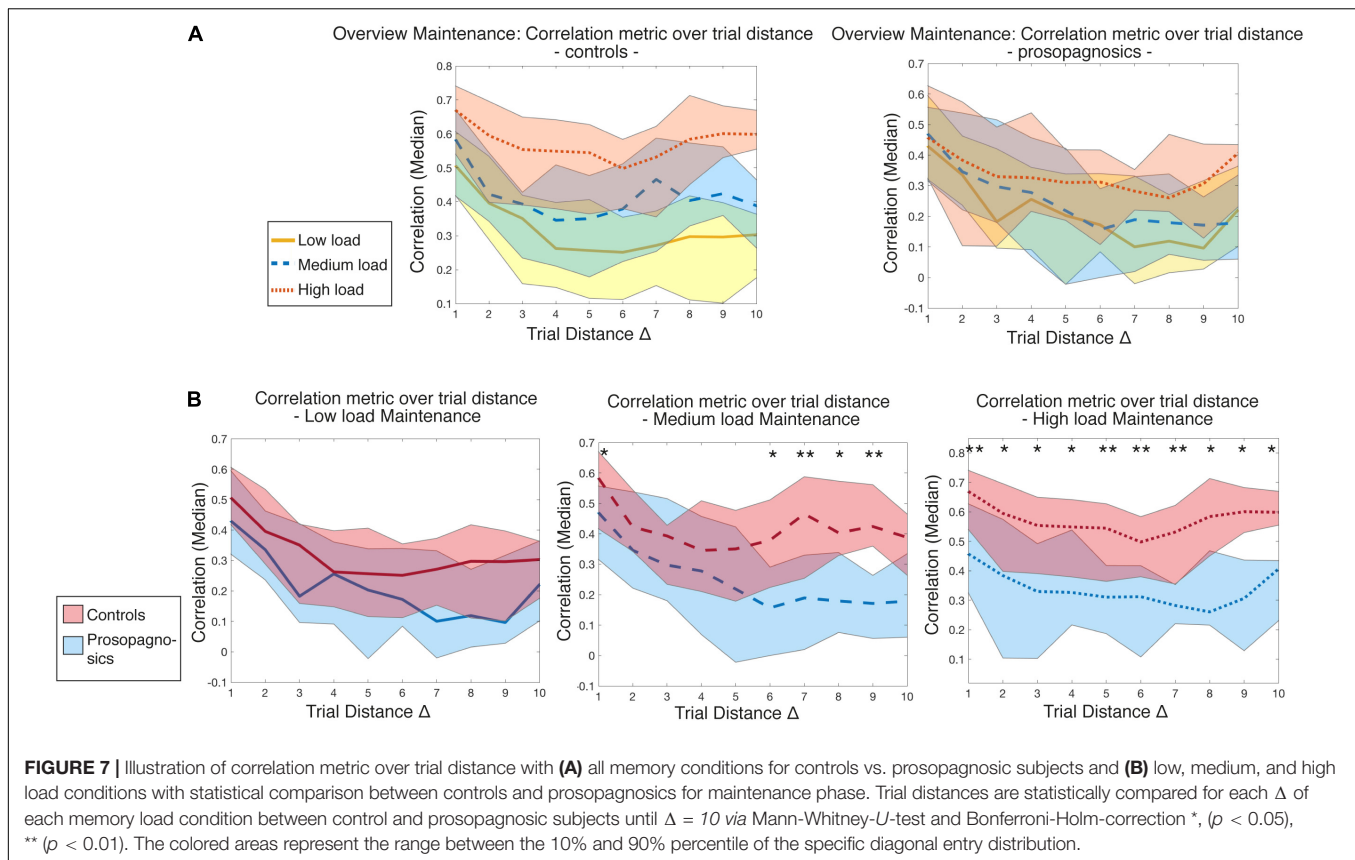 A
Overview Maintenance: Correlation metric over trial distance
- controls -
Overview Maintenance: Correlation metric over trial distance
- prosopagnosics -
Correlation (Median)
0.8
0.7
0.6
0.5
0.4
0.3
0.2
0.1
1 2 3 4 5 6 7 8 9 10
Trial Distance Δ
Correlation (Median)
0.7
0.6
0.5
0.4
0.3
0.2
0.1
0
-0.1
1 2 3 4 5 6 7 8 9 10
Trial Distance Δ
Low load
Medium load
High load
B
Correlation metric over trial distance
- Low load Maintenance
Correlation metric over trial distance
- Medium load Maintenance
Correlation metric over trial distance
- High load Maintenance
Correlation (Median)
0.7
0.6
0.5
0.4
0.3
0.2
0.1
0
-0.1
1 2 3 4 5 6 7 8 9 10
Trial Distance Δ
Correlation (Median)
0.7
0.6
0.5
0.4
0.3
0.2
0.1
0
-0.1
* * ** * **
1 2 3 4 5 6 7 8 9 10
Trial Distance Δ
Correlation (Median)
0.8
0.7
0.6
0.5
0.4
0.3
0.2
0.1
** * * * ** ** ** * * *
1 2 3 4 5 6 7 8 9 10
Trial Distance Δ
Controls
Prosopagno-
sics
FIGURE 7 | Illustration of correlation metric over trial distance with (A) all memory conditions for controls vs. prosopagnosic subjects and (B) low, medium, and high
load conditions with statistical comparison between controls and prosopagnosics for maintenance phase. Trial distances are statistically compared for each Δ of
each memory load condition between control and prosopagnosic subjects until Δ = 10 via Mann-Whitney-U-test and Bonferroni-Holm-correction *, (p < 0.05),
** (p < 0.01). The colored areas represent the range between the 10% and 90% percentile of the specific diagonal entry distribution.